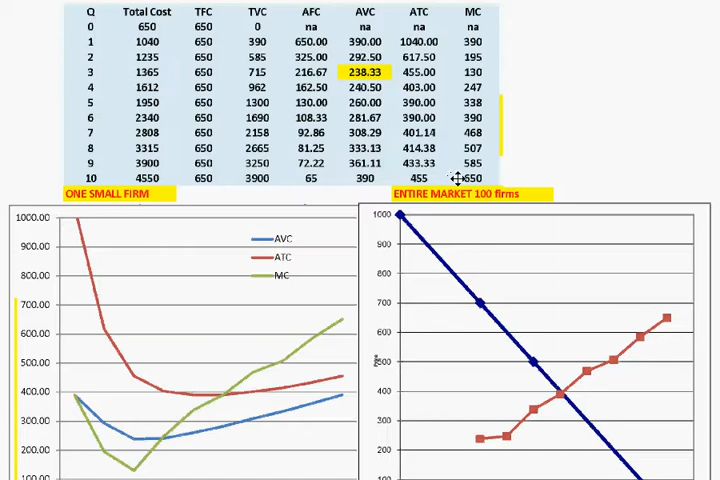 Q Total Cost TFC TVC AFC AVC ATC MC
0 650 650 0 na na na na
1 1040 650 390 650.00 390.00 1040.00 390
2 1235 650 585 325.00 292.50 617.50 195
3 1365 650 715 216.67 238.33 455.00 130
4 1612 650 962 162.50 240.50 403.00 247
5 1950 650 1300 130.00 260.00 390.00 338
6 2340 650 1690 108.33 281.67 390.00 390
7 2808 650 2158 92.86 308.29 401.14 468
8 3315 650 2665 81.25 333.13 414.38 507
9 3900 650 3250 72.22 361.11 433.33 585
10 4550 650 3900 65 390 455 650
ONE SMALL FIRM
ENTIRE MARKET 100 firms
1000.00
900.00
800.00
700.00
600.00
500.00
400.00
300.00
200.00
100.00
AVC
ATC
MC
1000
900
800
700
600
500
400
300
200
100
Price